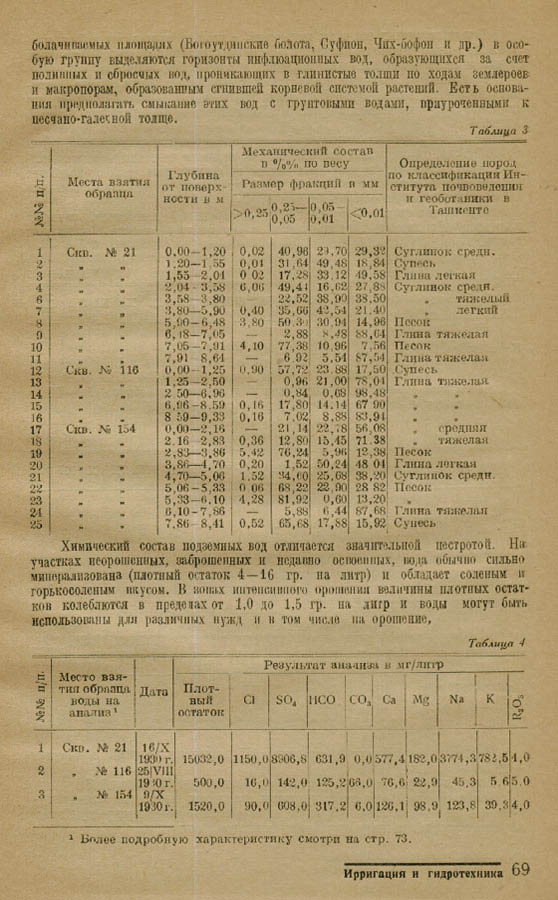 болачиваемых площадях (Богоутдинские болота, Суфион, Чих-бофон и др.) в осо-
бую группу выделяются горизонты инфлюационных вод, образующихся за счет
поливных и сбросных вод, проникающих в глинистые толщи по ходам землероев
и макропорам, образованным сгнившей корневой системой растений. Есть основа-
ния предполагать смыкание этих вод с грунтовыми водами, приуроченными к
песчано-галечной толще.
Таблица 3
№№ п/п. Места взятия образца Глубина от поверх- ности в м Механический состав в %% по весу Определение пород по классификации Ин- ститута почвоведения и геоботаники в Ташкенте
Размер фракций в мм
>0,25 0,25—0,05 0,05—0,01 <0,01
1 Скв. № 21 0,00—1,20 0,02 40,96 29,70 29,32 Суглинок средн.
2 „ „ 1,20—1,55 0,04 31,64 49,48 18,84 Супесь
3 „ „ 1,55—2,04 0 02 17,28 33,12 49,58 Глина легкая
4 „ „ 2,04—3,58 6,06 49,44 16,62 27,88 Суглинок средн.
6 „ „ 3,58—3,80 22,52 38,90 38,50 „ тяжелый
7 „ „ 3,80—5,90 0,40 35,66 42,54 21,40 „ легкий
8 „ „ 5,90—6,48 3,80 14,96 Песок
9 „ „ 6,48—7,05 — 2,88 8,48 88,64 Глина тяжелая
10 „ „ 7,05—7,91 4,10 77,38 10,96 7,56 Песок
11 „ „ 7,91—8,64 — 6 92 5,54 87,54 Глина тяжелая
12 Скв. № 116 0,00—1,25 0,90 57,72 23,88 17,50 Супесь
13 „ „ 1,25—2,50 — 0,96 21,00 78,04 Глина тяжелая
14 „ „ 2 50—6,96 — 0,84 0,68 98,48 „ „
15 „ „ 6,96—8,59 0,16 17,80 14,14 67 90 „ „
16 „ „ 8 59—9,33 0,16 7,02 8,88 83,94 „ „
17 Скв. № 154 0,00—2,16 — 21,14 22,78 56,08 „ средняя
18 „ „ 2,16—2,83 0,36 12,80 15,45 71,38 „ тяжелая
19 „ „ 2,83—3,86 5,42 76,24 5,96 12,38 Песок
20 „ „ 3,86—4,70 0,20 1,52 50,24 48 04 Глина легкая
21 „ „ 4,70—5,06 1,52 34,60 25,68 38,20 Суглинок средн.
22 „ „ 5,06—5,33 0 06 68,22 22,90 28 82 Песок
23 „ „ 5,33—6,10 4,28 81,92 0,60 13,20 „
24 „ „ 6,10—7,86 — 5,88 6,44 87,68 Глина тяжелая
25 „ „ 7,86—8,41 0,52 65,68 17,88 15,92 Супесь
Химический состав подземных вод отличается значительной пестротой. На
участках неорошенных, заброшенных и недавно освоенных, вода обычно сильно
минерализована (плотный остаток 4—16 гр. на литр) и обладает соленым и
горькосоленым вкусом. В зонах интенсивного орошения величины плотных остат-
ков колеблются в пределах от 1,0 до 1,5 гр. на литр и воды могут быть
использованы для различных нужд и в том числе на орошение,
Таблица 4
№№ п/п. Место взя- тия образца воды на анализ¹ Дата Результат анализа в мг/литр
Плот- ный остаток Cl SO₄ HCO CO₃ Ca Mg Na K R₂O₃
1 Скв. № 21 16/X
1930 г. 15032,0 1150,0 8906,8 631,9 0,0 577,4 182,0 3774,3 782,5 4,0
2 „ № 116 25/VIII
1930 г. 500,0 16,0 142,0 125,2 66,0 76,6 22,9 45,3 5 6 5,0
3 „ № 154 9/X
1930 г. 1520,0 90,0 608,0 317,2 6,0 126,1 98,9 123,8 39,3 4,0
¹ Более подробную характеристику смотри на стр. 73.
Ирригация и гидротехника 69